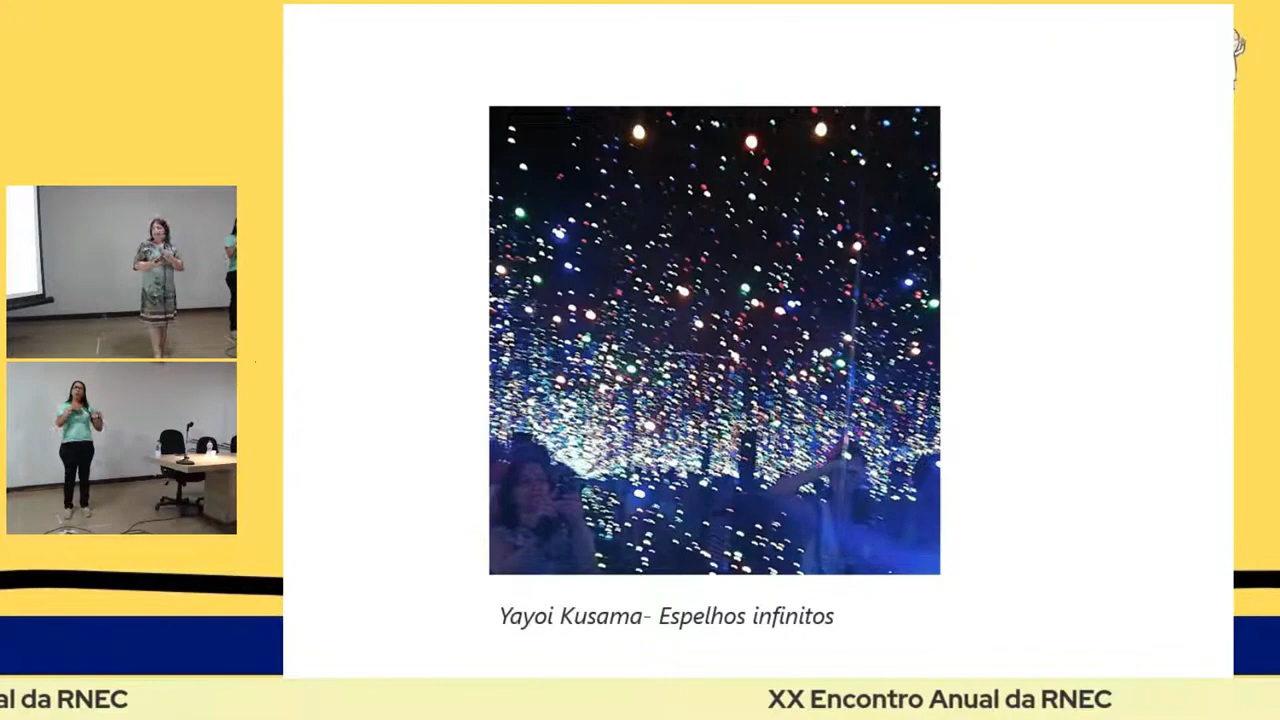 Yayoi Kusama- Espelhos infinitos
al da RNEC
XX Encontro Anual da RNEC